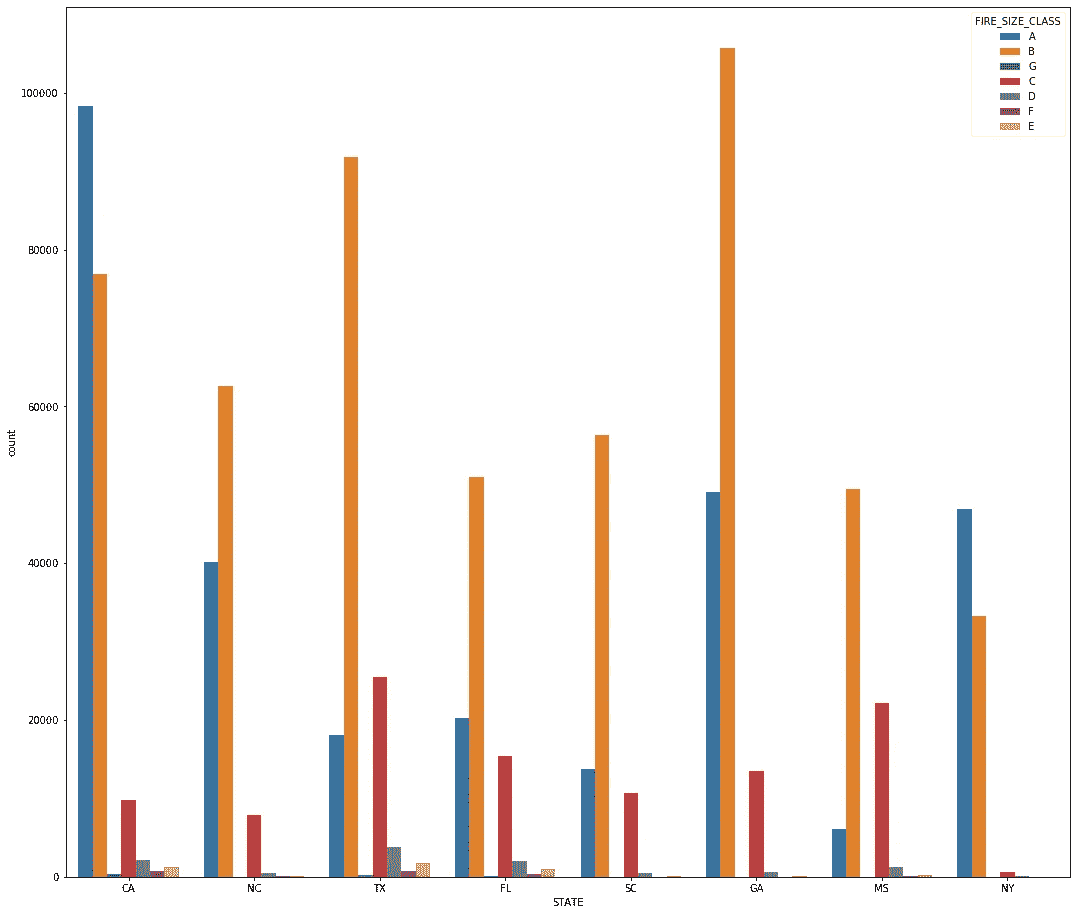 FIRE_SIZE_CLASS
A
B
G
C
D
F
E
100000
80000
60000
40000
20000
0
count
CA NC TX FL SC GA MS NY
STATE